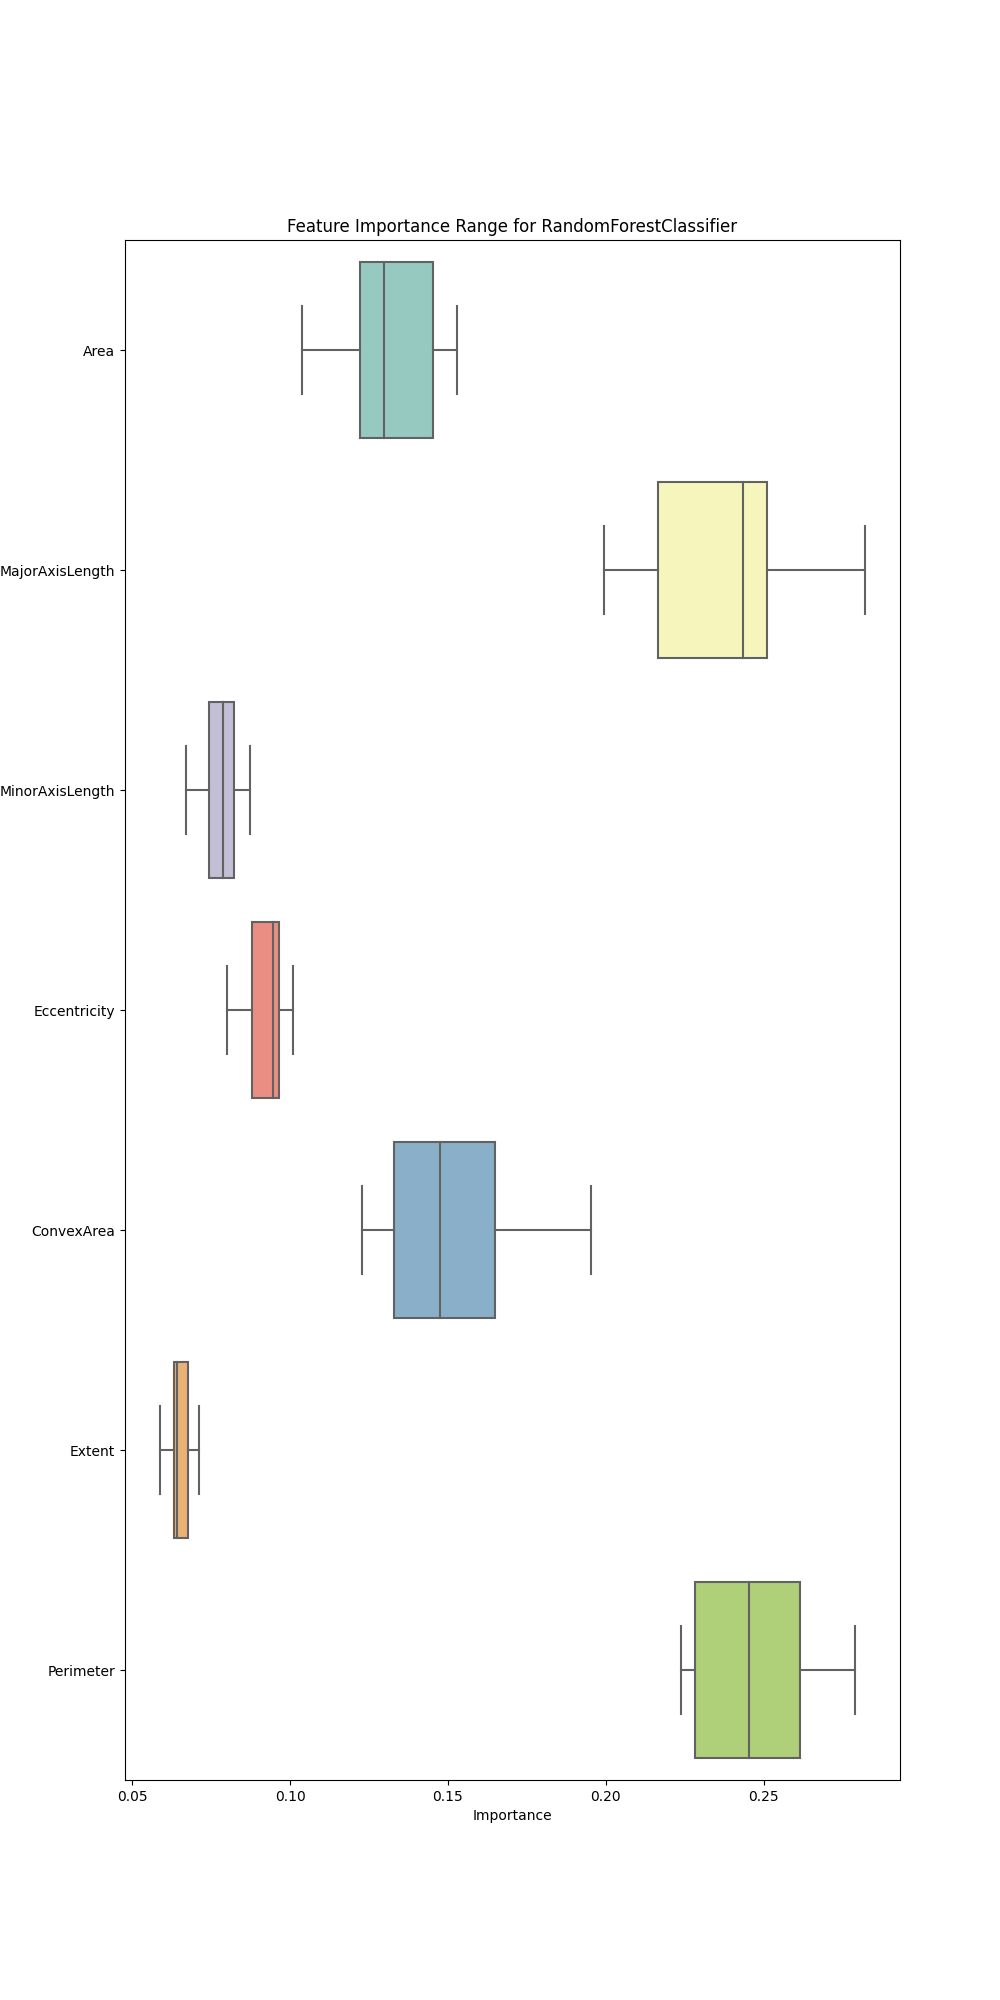 Feature Importance Range for RandomForestClassifier
Area
MajorAxisLength
MinorAxisLength
Eccentricity
ConvexArea
Extent
Perimeter
0.05 0.10 0.15 0.20 0.25
Importance